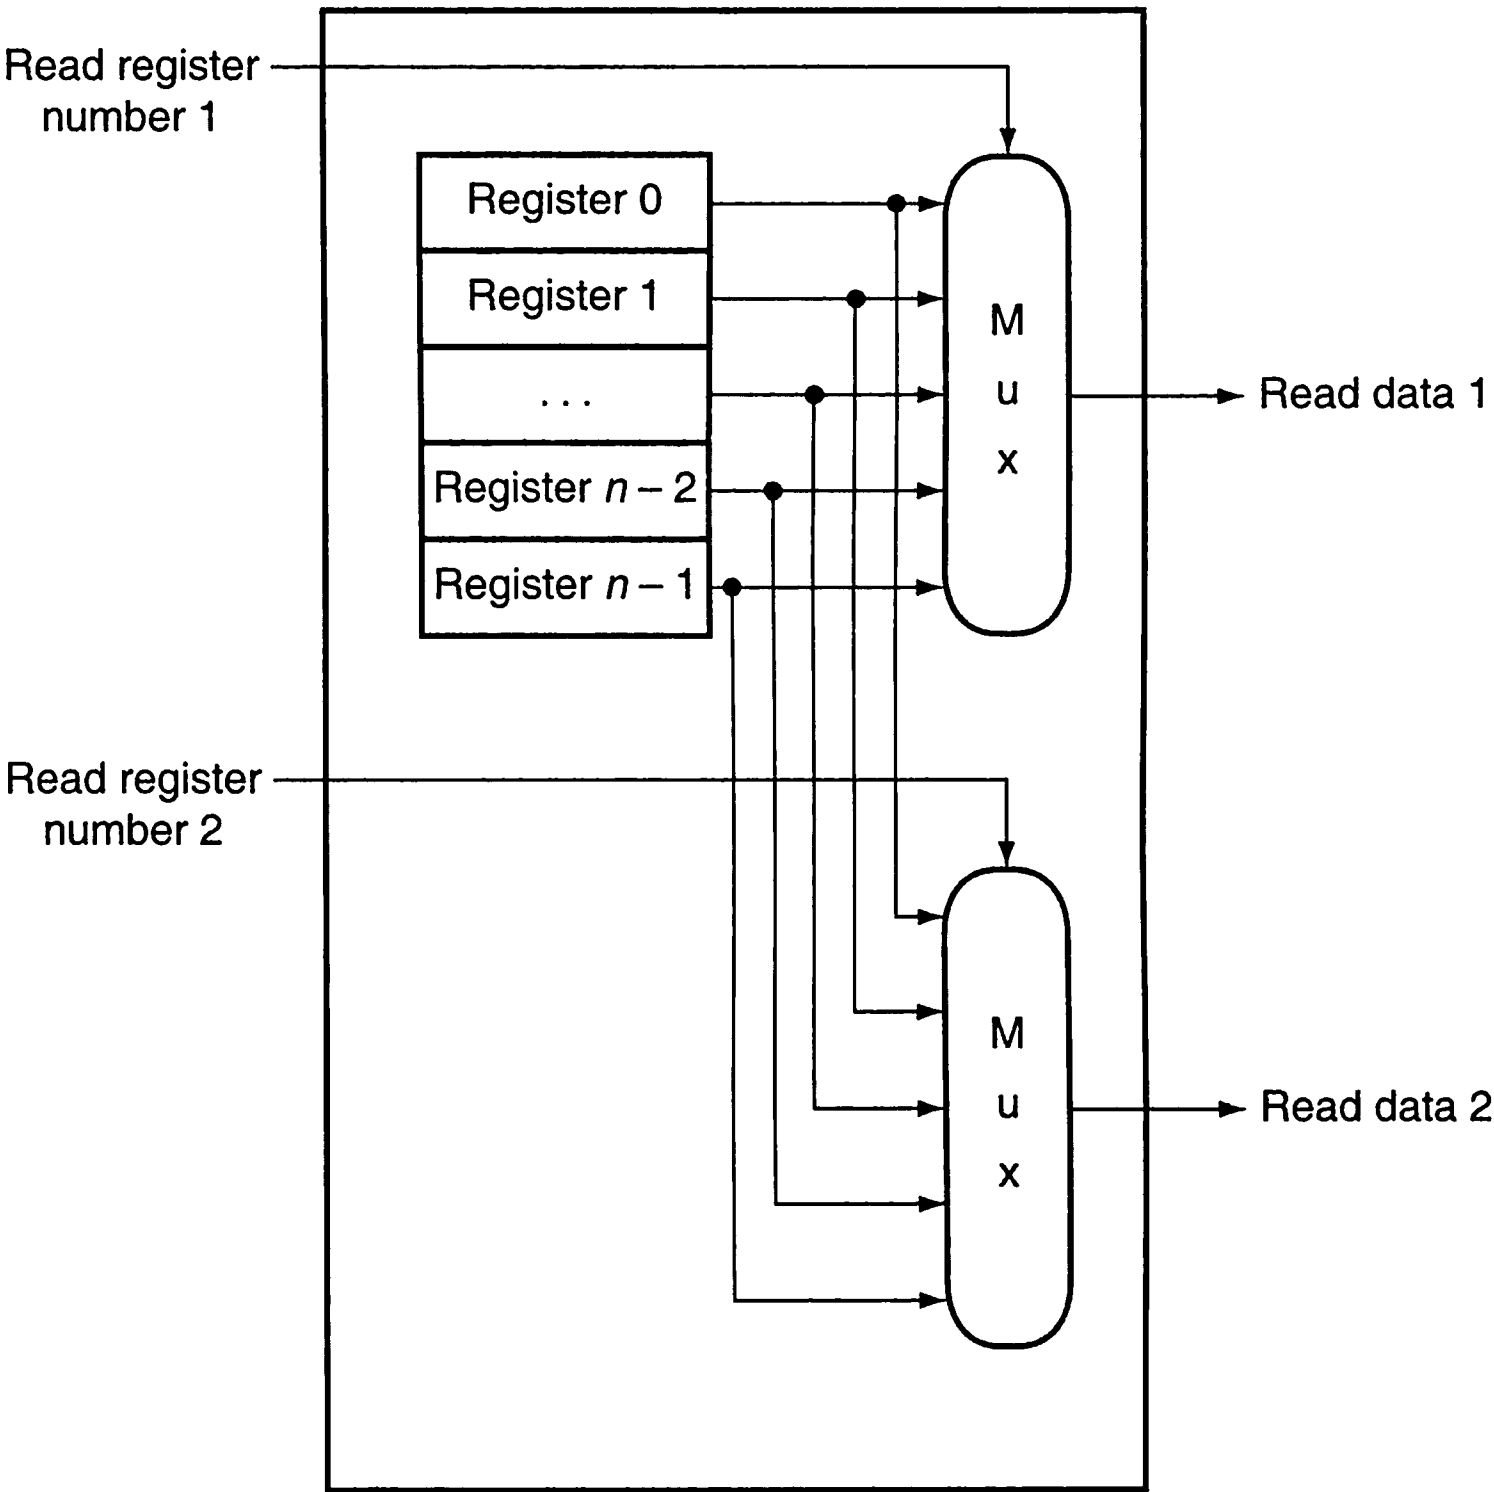 Read register
number 1
Register 0
Register 1
. . .
Register n – 2
Register n – 1
M
u
x
Read data 1
Read register
number 2
M
u
x
Read data 2